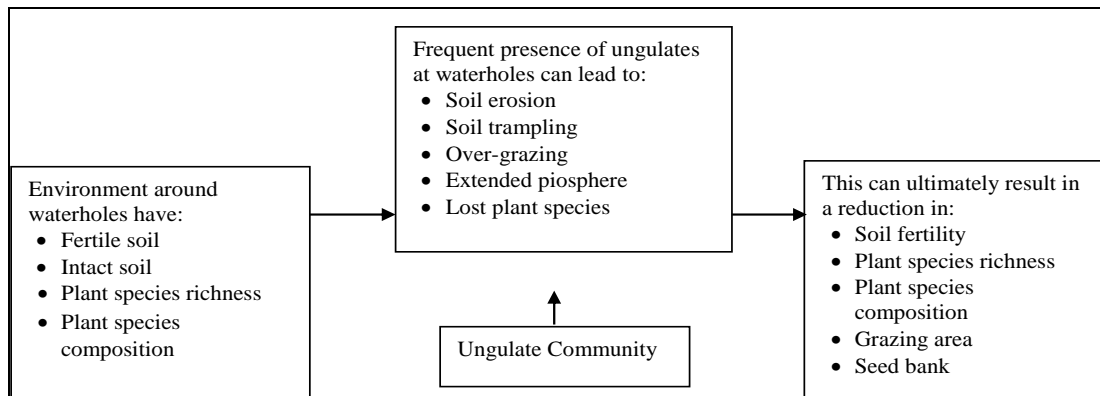 Environment around
waterholes have:
• Fertile soil
• Intact soil
• Plant species richness
• Plant species
composition
Frequent presence of ungulates
at waterholes can lead to:
• Soil erosion
• Soil trampling
• Over-grazing
• Extended piosphere
• Lost plant species
Ungulate Community
This can ultimately result in
a reduction in:
• Soil fertility
• Plant species richness
• Plant species
composition
• Grazing area
• Seed bank